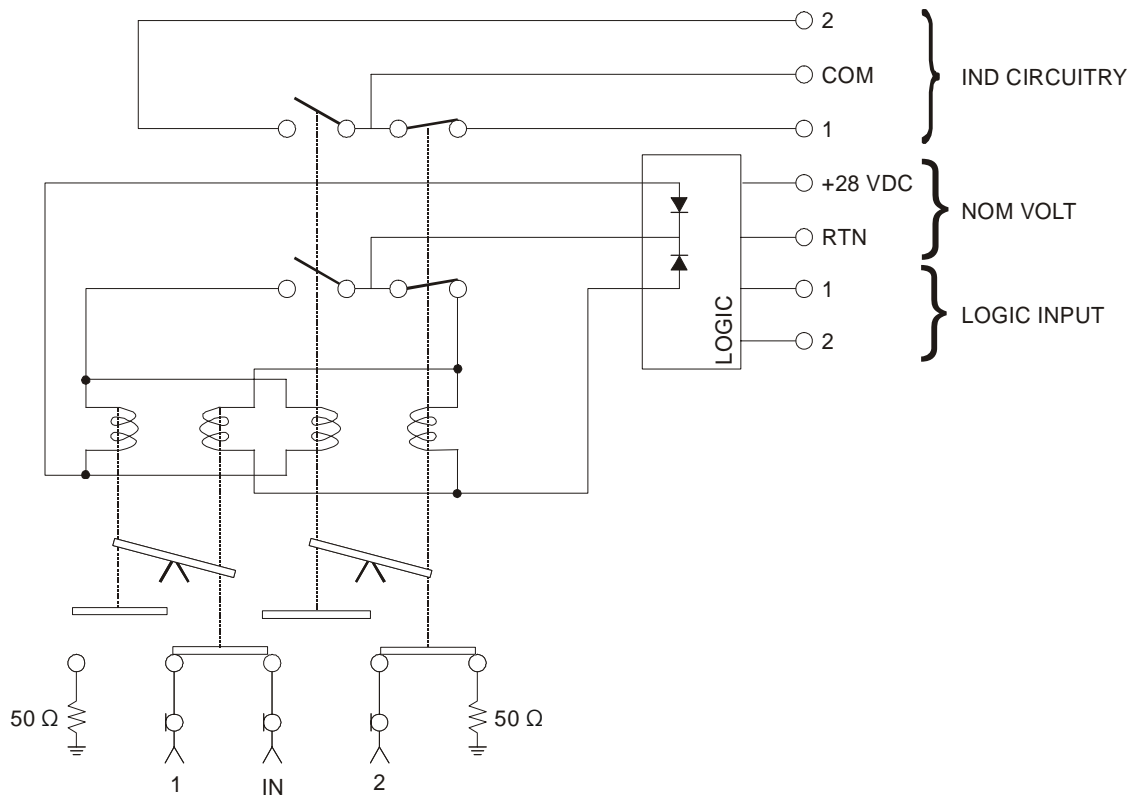 2
COM
IND CIRCUITRY
1
+28 VDC
NOM VOLT
RTN
1
LOGIC INPUT
2
LOGIC
50 Ω
50 Ω
1
IN
2